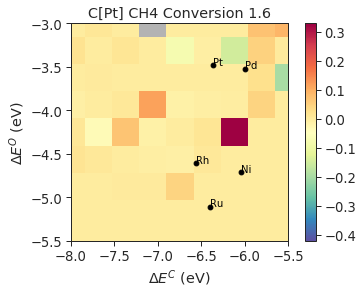 C[Pt] CH4 Conversion 1.6
ΔE^O (eV)
−3.0
−3.5
−4.0
−4.5
−5.0
−5.5
Pt
Pd
Rh
Ni
Ru
−8.0 −7.5 −7.0 −6.5 −6.0 −5.5
ΔE^C (eV)
0.3
0.2
0.1
0.0
−0.1
−0.2
−0.3
−0.4